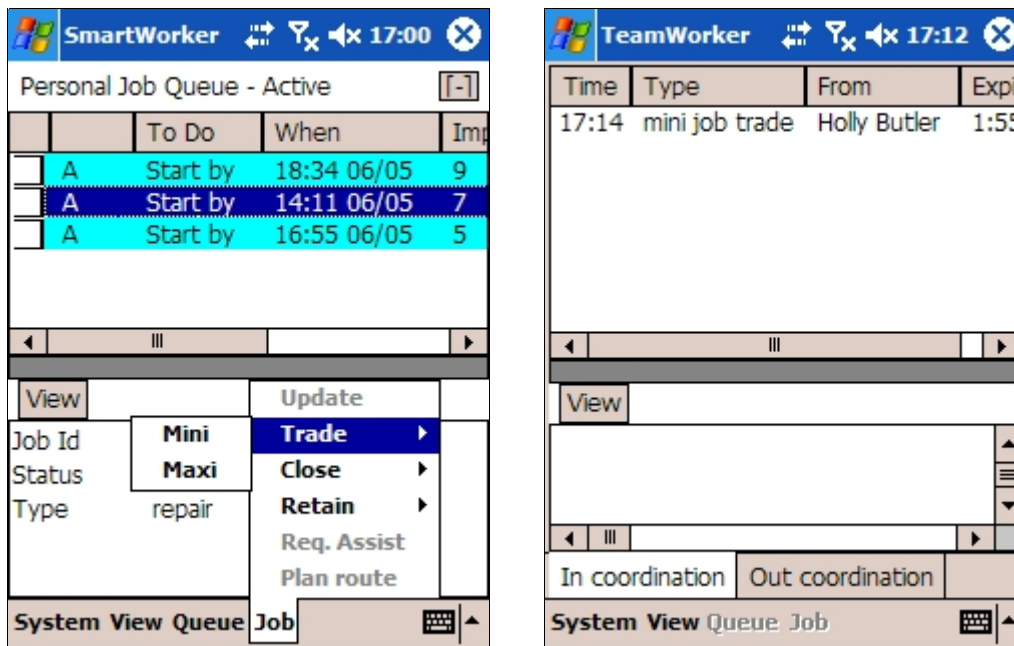 SmartWorker 17:00
Personal Job Queue - Active [-]
To Do When Imp
A Start by 18:34 06/05 9
A Start by 14:11 06/05 7
A Start by 16:55 06/05 5
View
Job Id
Status
Type repair
Mini
Maxi
Update
Trade
Close
Retain
Req. Assist
Plan route
System View Queue Job
TeamWorker 17:12
Time Type From Expi
17:14 mini job trade Holly Butler 1:55
View
In coordination Out coordination
System View Queue Job